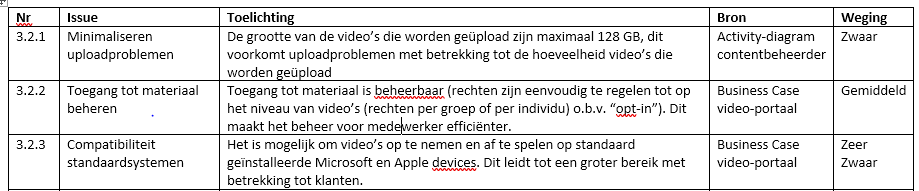 Nr Issue Toelichting Bron Weging
3.2.1 Minimaliseren De grootte van de video's die worden geüpload zijn maximaal 128 GB, dit Activity-diagram Zwaar
uploadproblemen voorkomt uploadproblemen met betrekking tot de hoeveelheid video's die contentbeheerder
worden geüpload
3.2.2 Toegang tot materiaal Toegang tot materiaal is beheerbaar (rechten zijn eenvoudig te regelen tot op Business Case Gemiddeld
beheren het niveau van video's (rechten per groep of per individu) o.b.v. “opt-in”). Dit video-portaal
maakt het beheer voor medewerker efficiënter.
3.2.3 Compatibiliteit Het is mogelijk om video's op te nemen en af te spelen op standaard Business Case Zeer
standaardsystemen geïnstalleerde Microsoft en Apple devices. Dit leidt tot een groter bereik met video-portaal Zwaar
betrekking tot klanten.